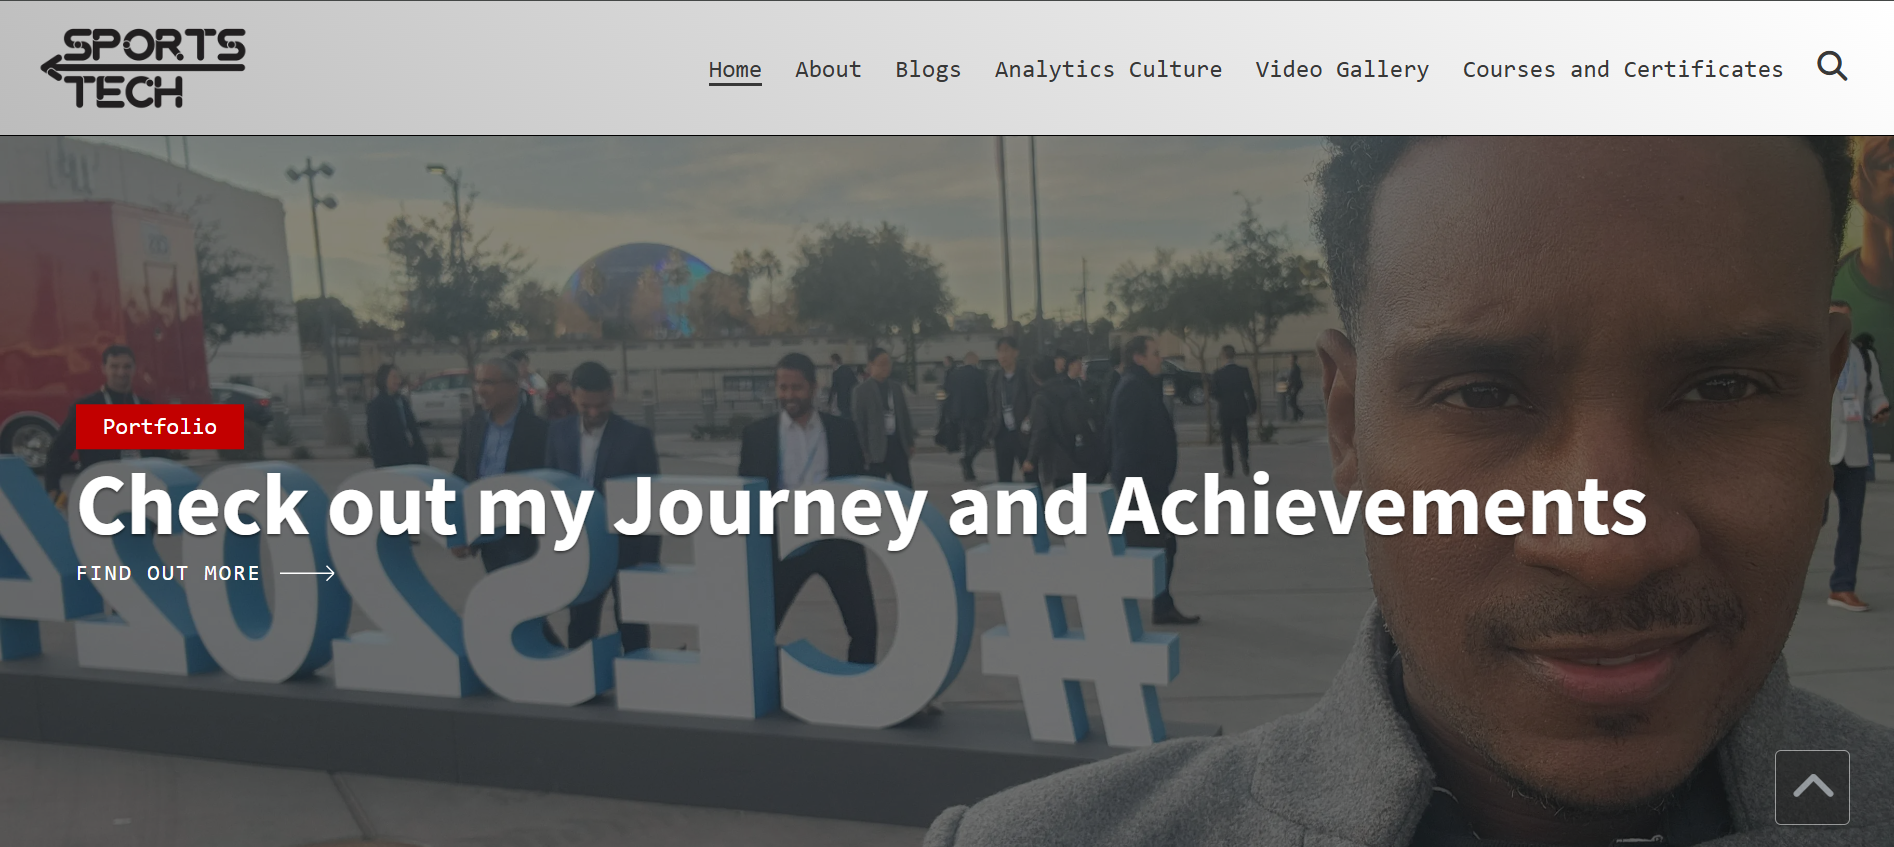 SPORTS
TECH
Home About Blogs Analytics Culture Video Gallery Courses and Certificates
Portfolio
Check out my Journey and Achievements
FIND OUT MORE
#CES2024